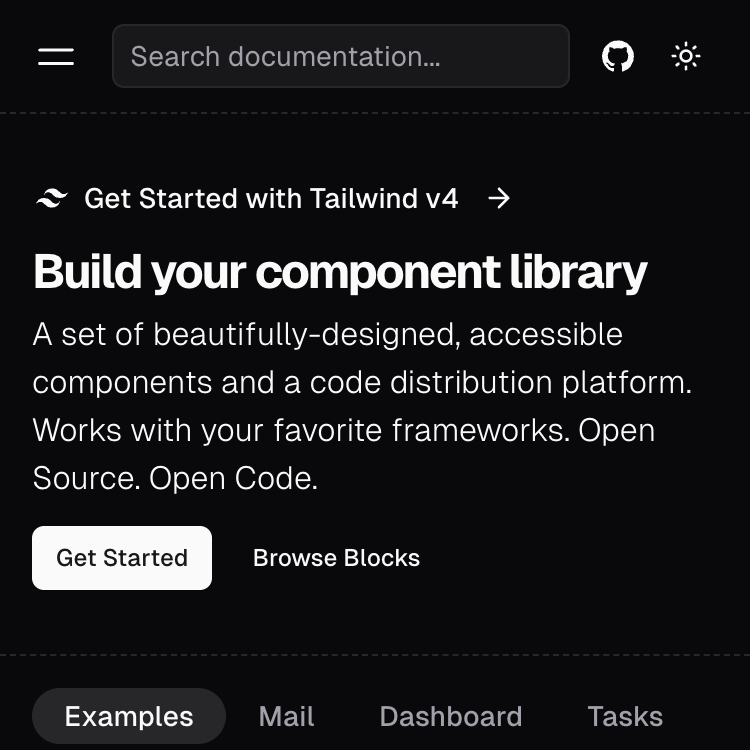 Search documentation...
Get Started with Tailwind v4
Build your component library
A set of beautifully-designed, accessible
components and a code distribution platform.
Works with your favorite frameworks. Open
Source. Open Code.
Get Started
Browse Blocks
Examples Mail Dashboard Tasks